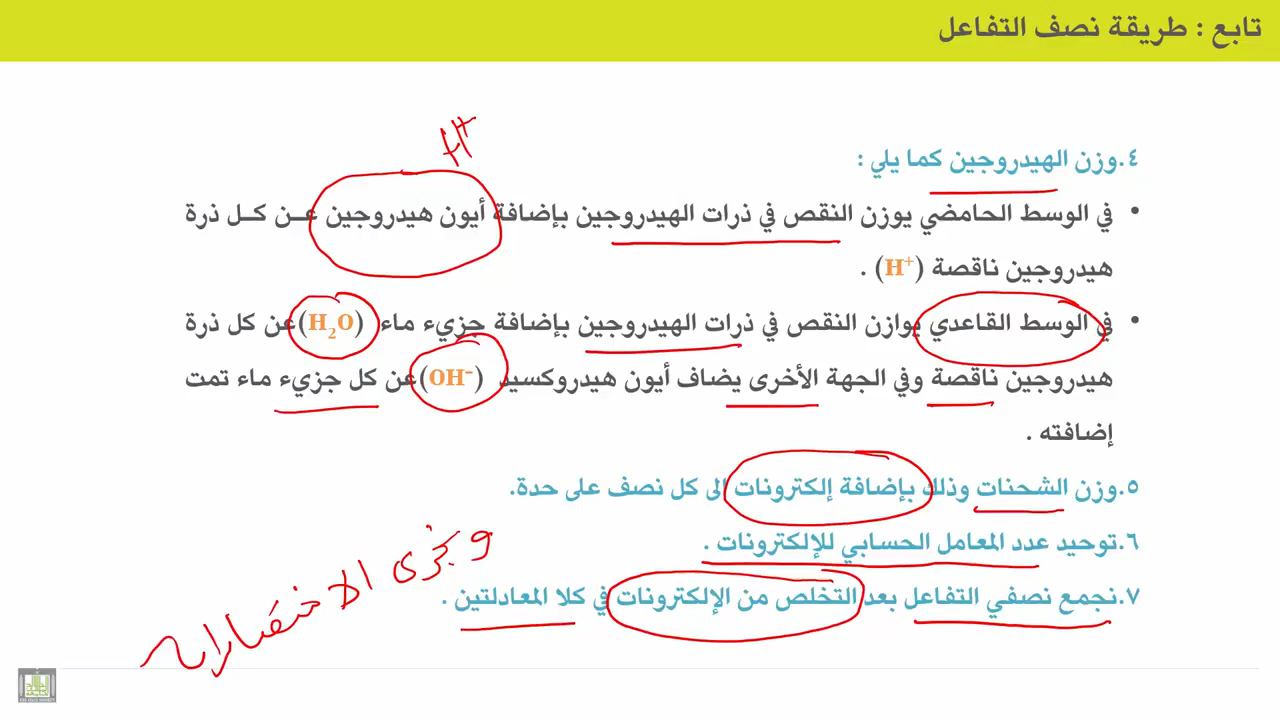 تابع : طريقة نصف التفاعل
H+
٤.وزن الهيدروجين كما يلي :
• في الوسط الحامضي يوزن النقص في ذرات الهيدروجين بإضافة أيون هيدروجين عن كل ذرة
هيدروجين ناقصة (H⁺) .
• في الوسط القاعدي يوازن النقص في ذرات الهيدروجين بإضافة جزيء ماء (H₂O)عن كل ذرة
هيدروجين ناقصة وفي الجهة الأخرى يضاف أيون هيدروكسيد (OH⁻)عن كل جزيء ماء تمت
إضافته .
٥.وزن الشحنات وذلك بإضافة إلكترونات الى كل نصف على حدة.
٦.توحيد عدد المعامل الحسابي للإلكترونات .
٧.نجمع نصفي التفاعل بعد التخلص من الإلكترونات في كلا المعادلتين .
و نجرى الاختصارات